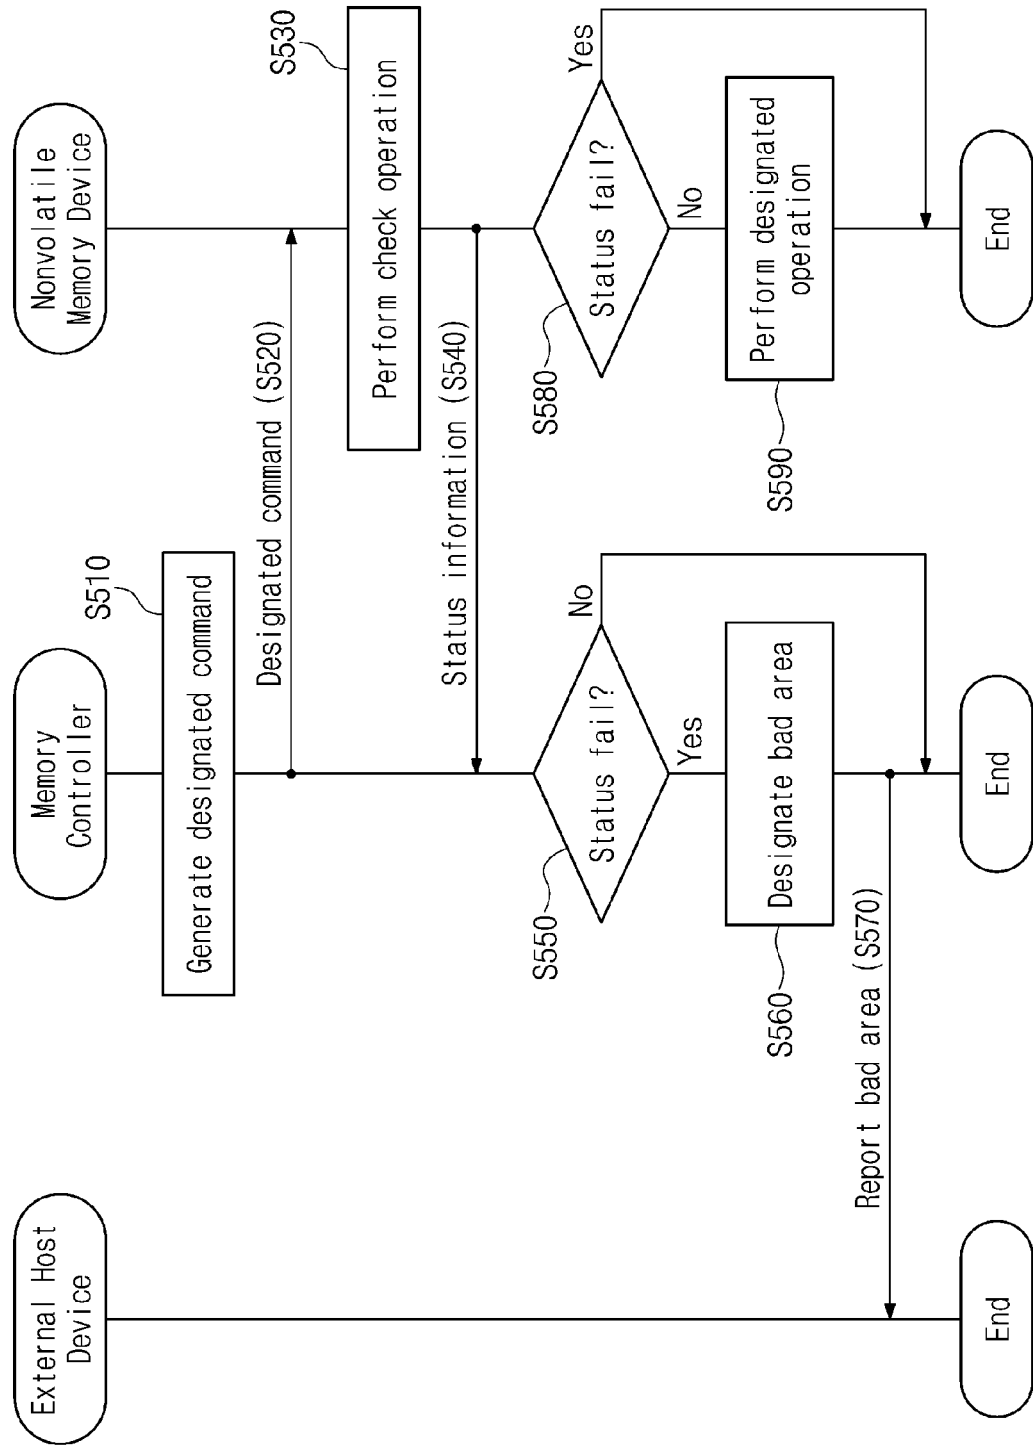 External Host
Device
Memory
Controller
Nonvolatile
Memory Device
S510
Generate designated command
Designated command (S520)
S530
Perform check operation
Status information (S540)
S550
Status fail?
No
Yes
S580
Status fail?
Yes
No
S560
Designate bad area
S590
Perform designated
operation
Report bad area (S570)
End
End
End